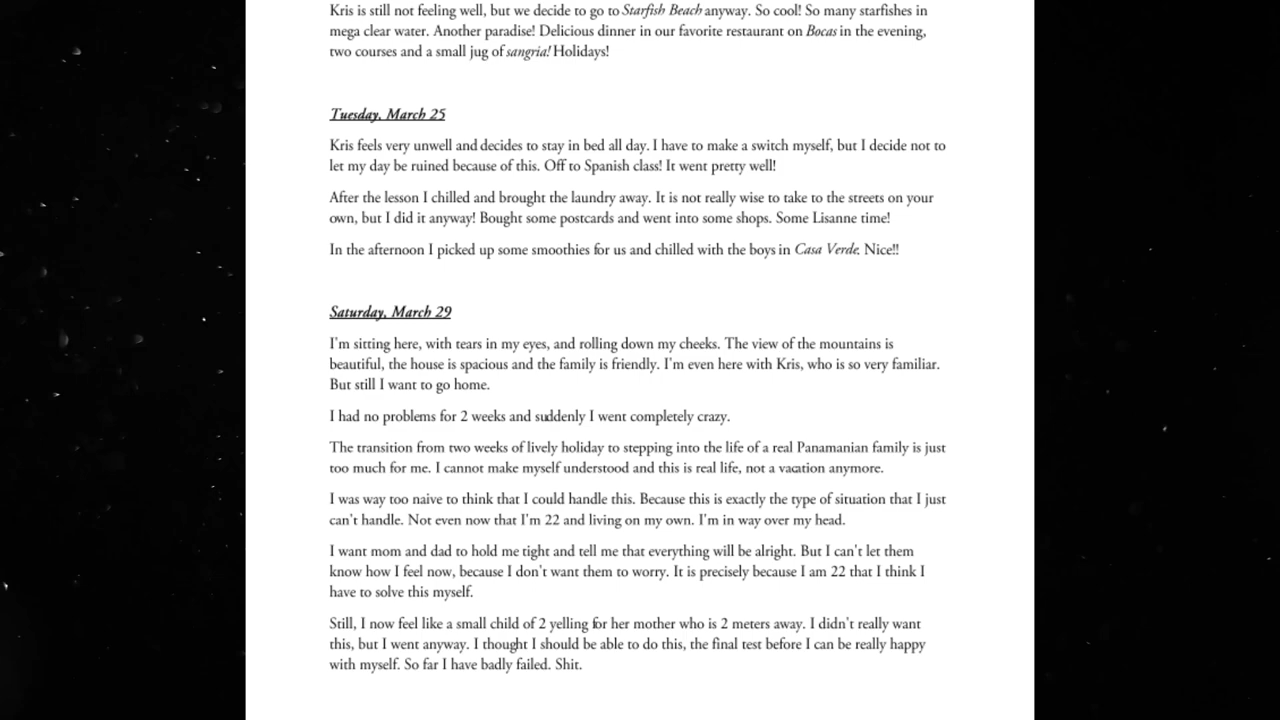 Kris is still not feeling well, but we decide to go to Starfish Beach anyway. So cool! So many starfishes in
mega clear water. Another paradise! Delicious dinner in our favorite restaurant on Bocas in the evening,
two courses and a small jug of sangria! Holidays!
Tuesday, March 25
Kris feels very unwell and decides to stay in bed all day. I have to make a switch myself, but I decide not to
let my day be ruined because of this. Off to Spanish class! It went pretty well!
After the lesson I chilled and brought the laundry away. It is not really wise to take to the streets on your
own, but I did it anyway! Bought some postcards and went into some shops. Some Lisanne time!
In the afternoon I picked up some smoothies for us and chilled with the boys in Casa Verde. Nice!!
Saturday, March 29
I'm sitting here, with tears in my eyes, and rolling down my cheeks. The view of the mountains is
beautiful, the house is spacious and the family is friendly. I'm even here with Kris, who is so very familiar.
But still I want to go home.
I had no problems for 2 weeks and suddenly I went completely crazy.
The transition from two weeks of lively holiday to stepping into the life of a real Panamanian family is just
too much for me. I cannot make myself understood and this is real life, not a vacation anymore.
I was way too naive to think that I could handle this. Because this is exactly the type of situation that I just
can't handle. Not even now that I'm 22 and living on my own. I'm in way over my head.
I want mom and dad to hold me tight and tell me that everything will be alright. But I can't let them
know how I feel now, because I don't want them to worry. It is precisely because I am 22 that I think I
have to solve this myself.
Still, I now feel like a small child of 2 yelling for her mother who is 2 meters away. I didn't really want
this, but I went anyway. I thought I should be able to do this, the final test before I can be really happy
with myself. So far I have badly failed. Shit.